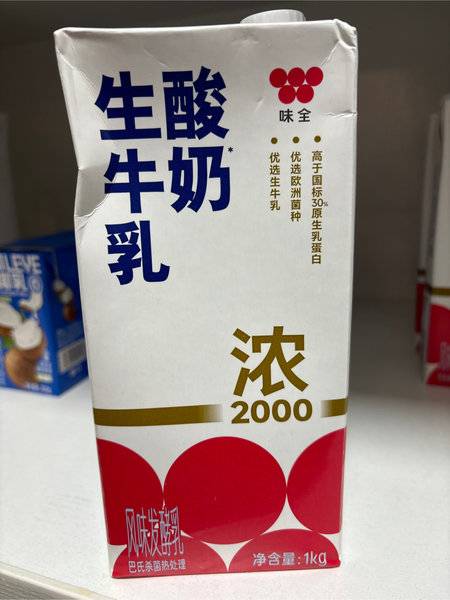 味全
酸奶*
生牛乳
高于国标30%原生乳蛋白
优选欧洲菌种
优选生牛乳
浓
2000
风味发酵乳
巴氏杀菌热处理
净含量:1kg